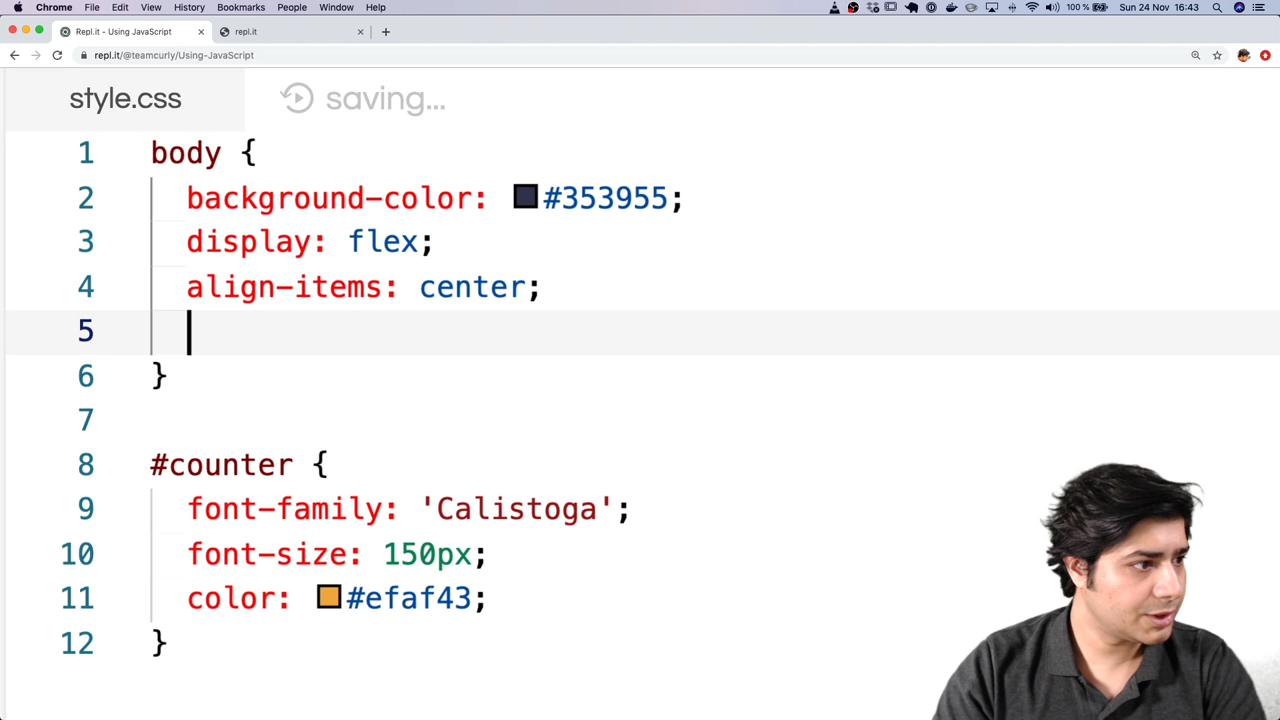 Chrome File Edit View History Bookmarks People Window Help 100 % Sun 24 Nov 16:43
Repl.it - Using JavaScript repl.it
repl.it/@teamcurly/Using-JavaScript
style.css saving...
1 body {
2 background-color: #353955;
3 display: flex;
4 align-items: center;
5
6 }
7
8 #counter {
9 font-family: 'Calistoga';
10 font-size: 150px;
11 color: #efaf43;
12 }